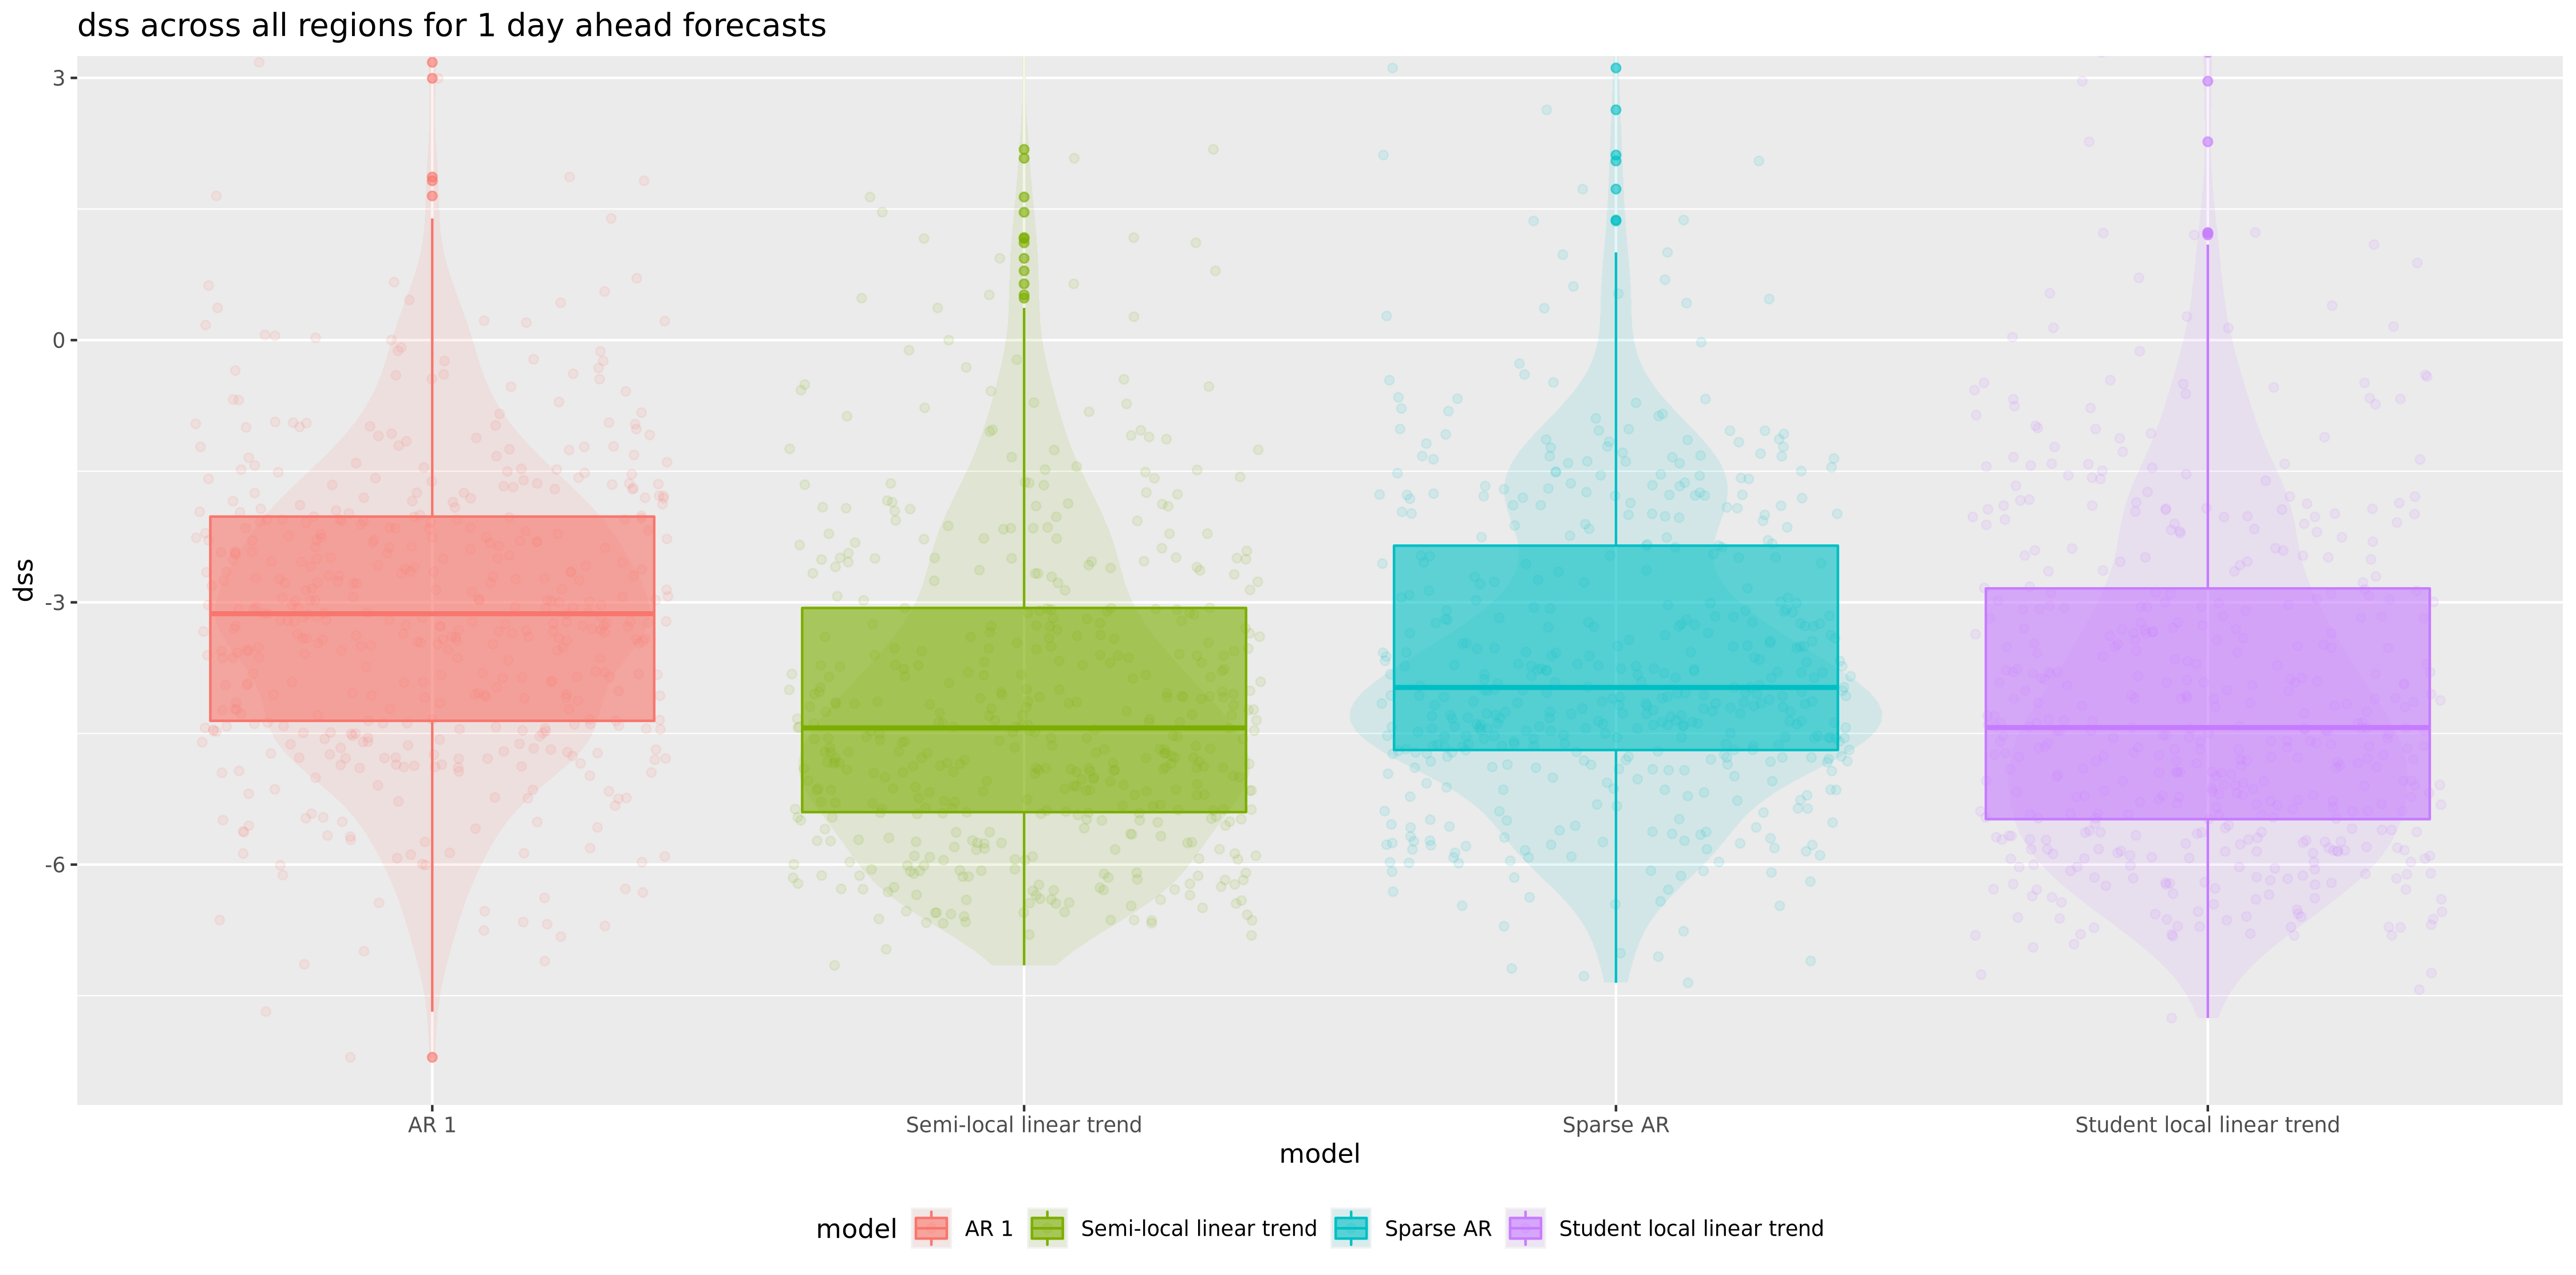 dss across all regions for 1 day ahead forecasts
3
0
-3
-6
dss
AR 1
Semi-local linear trend
Sparse AR
Student local linear trend
model
model
AR 1
Semi-local linear trend
Sparse AR
Student local linear trend